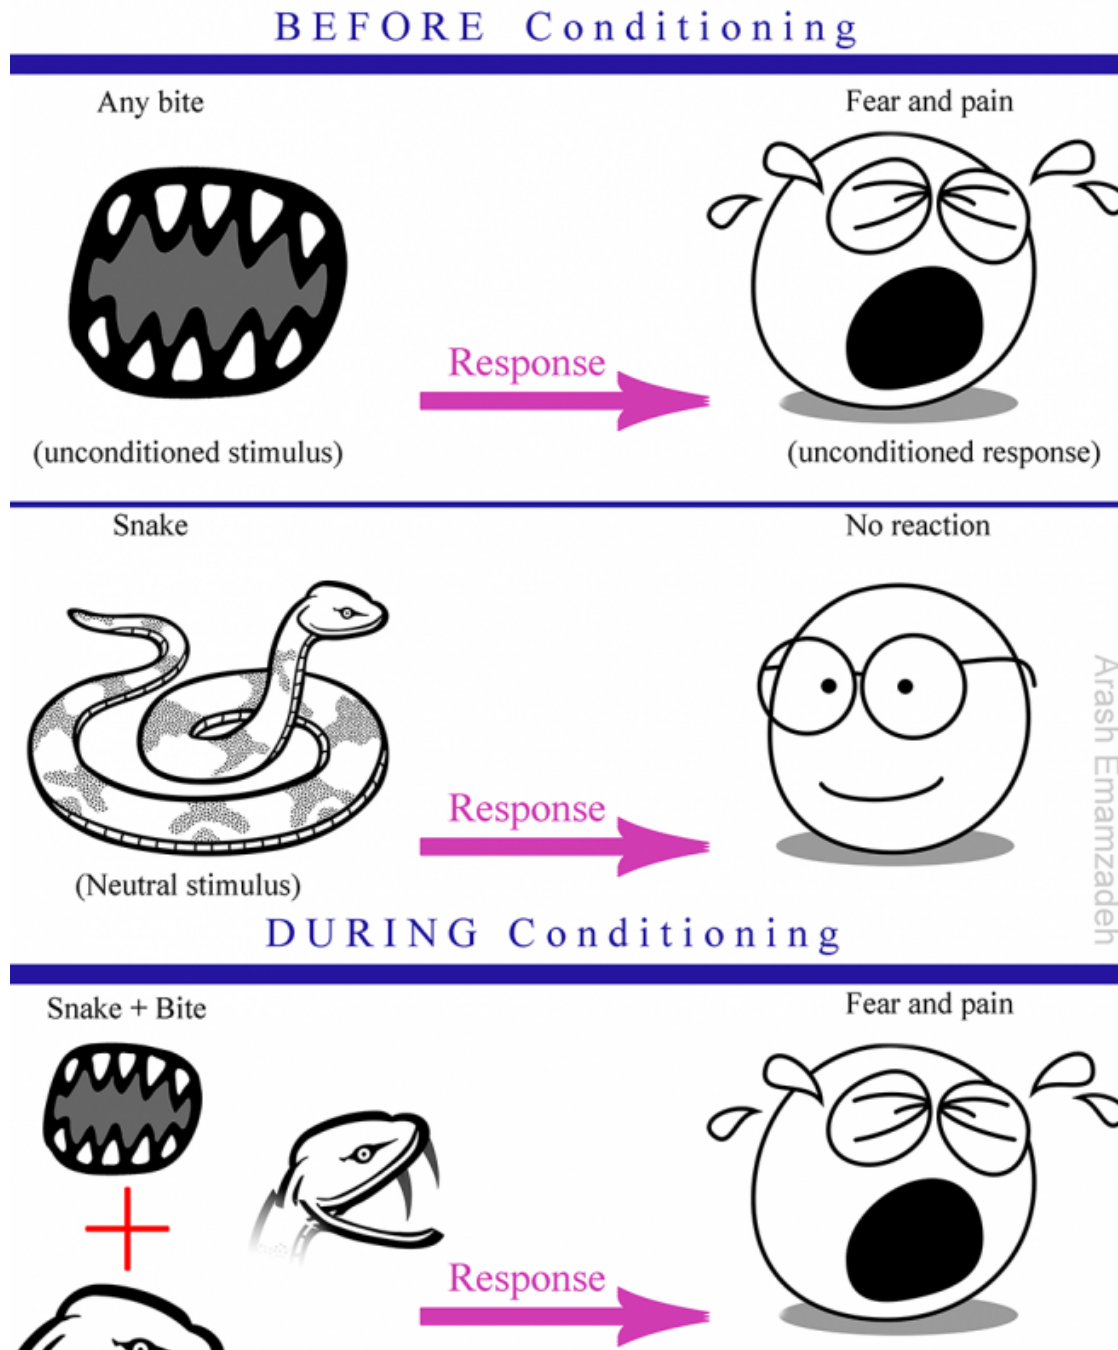 BEFORE Conditioning
Any bite
Fear and pain
Response
(unconditioned stimulus)
(unconditioned response)
Snake
No reaction
Response
(Neutral stimulus)
Arash Emamzadeh
DURING Conditioning
Snake + Bite
Fear and pain
Response